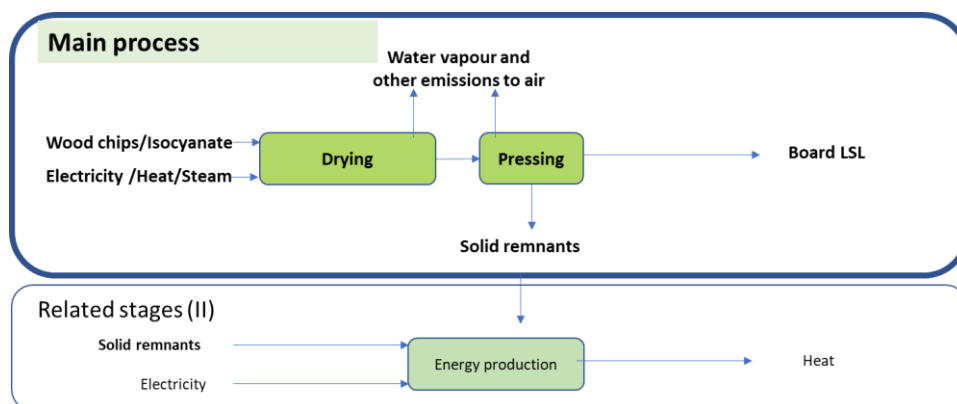 Main process
Water vapour and
other emissions to air
Wood chips/Isocyanate
Electricity /Heat/Steam
Drying
Pressing
Board LSL
Solid remnants
Related stages (II)
Solid remnants
Electricity
Energy production
Heat